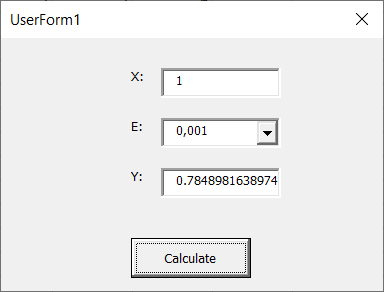 UserForm1
X: 1
E: 0,001
Y: 0.7848981638974
Calculate